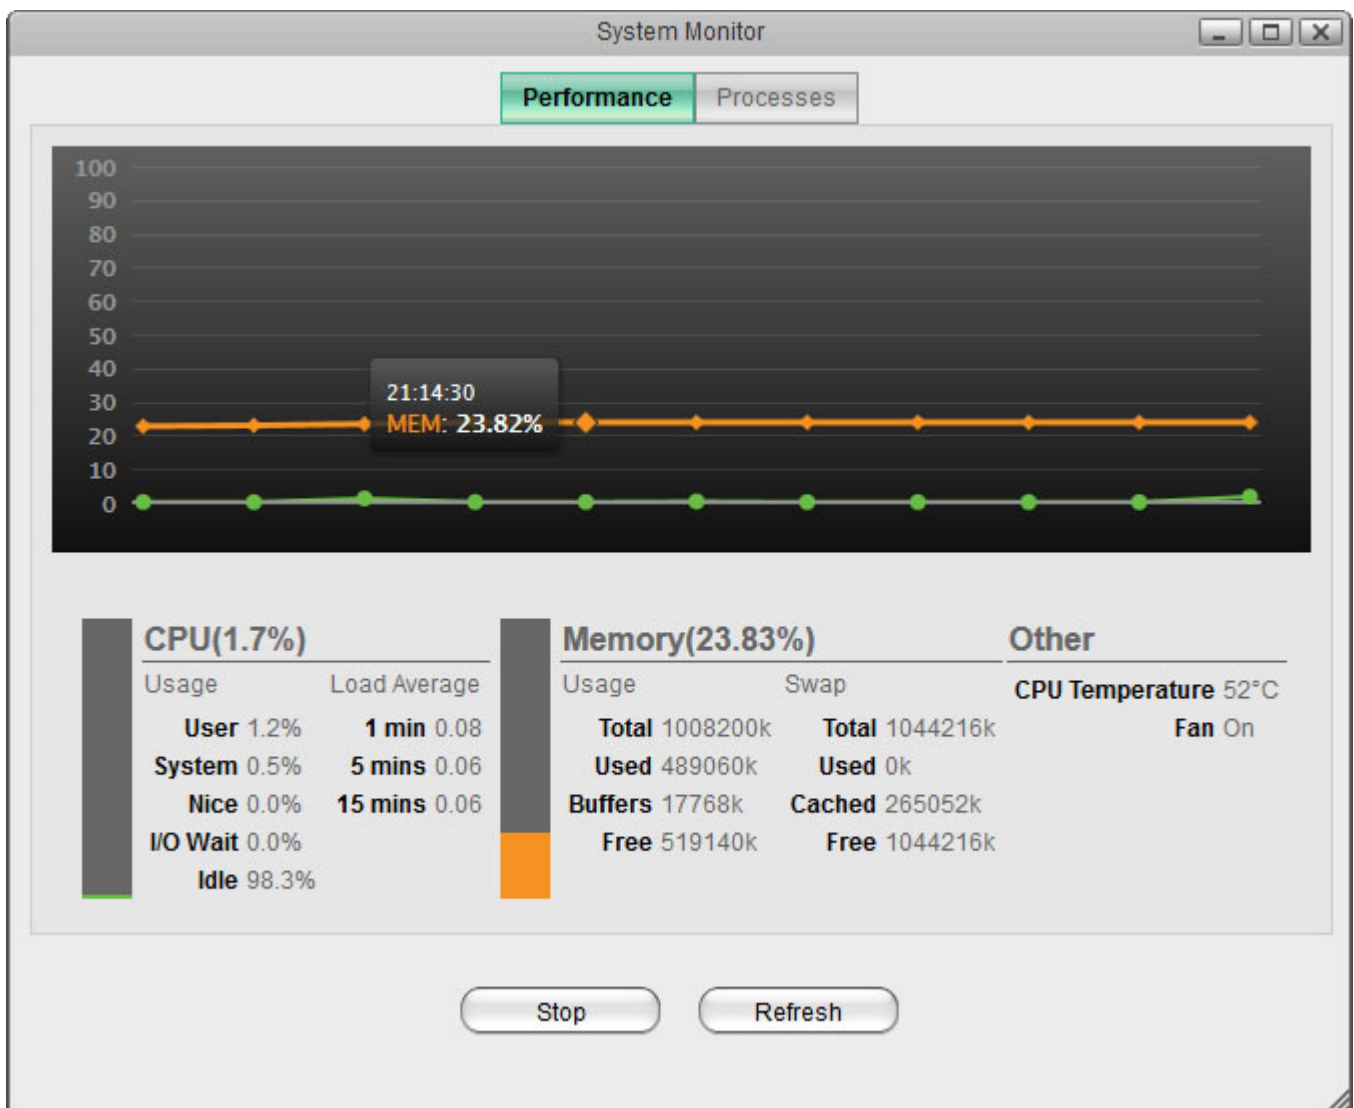 System Monitor
Performance Processes
100
90
80
70
60
50
40
30
20
10
0
21:14:30
MEM: 23.82%
CPU(1.7%) Memory(23.83%) Other
Usage Load Average Usage Swap CPU Temperature 52°C
User 1.2% 1 min 0.08 Total 1008200k Total 1044216k Fan On
System 0.5% 5 mins 0.06 Used 489060k Used 0k
Nice 0.0% 15 mins 0.06 Buffers 17768k Cached 265052k
I/O Wait 0.0% Free 519140k Free 1044216k
Idle 98.3%
Stop Refresh